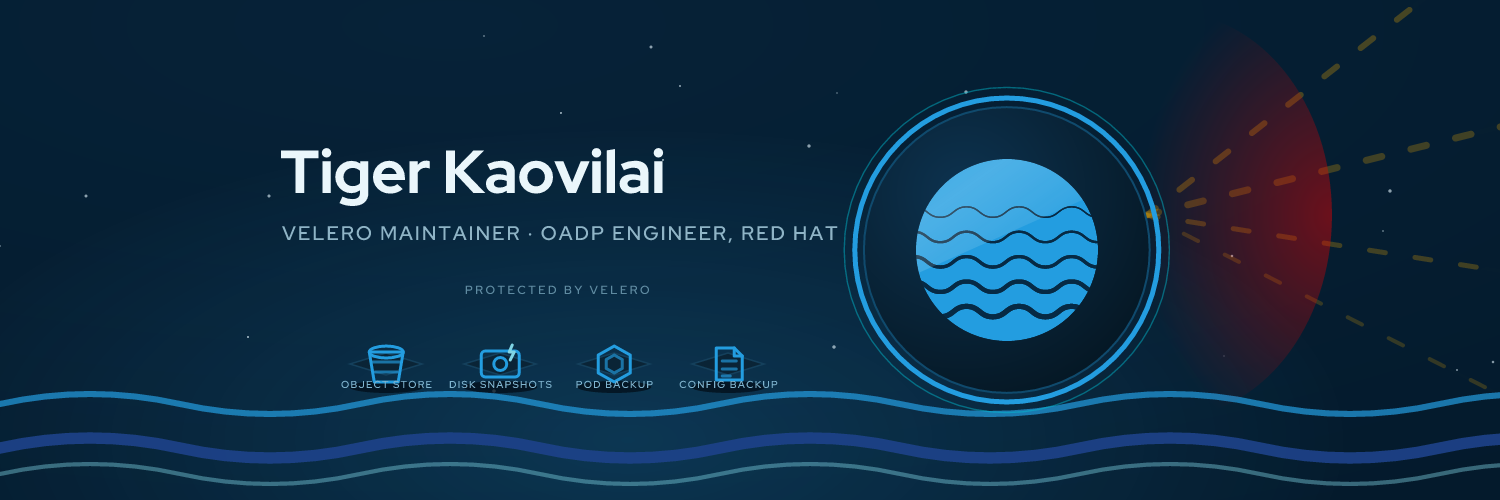 Tiger Kaovilai
VELERO MAINTAINER · OADP ENGINEER, RED HAT
PROTECTED BY VELERO
OBJECT STORE DISK SNAPSHOTS POD BACKUP CONFIG BACKUP